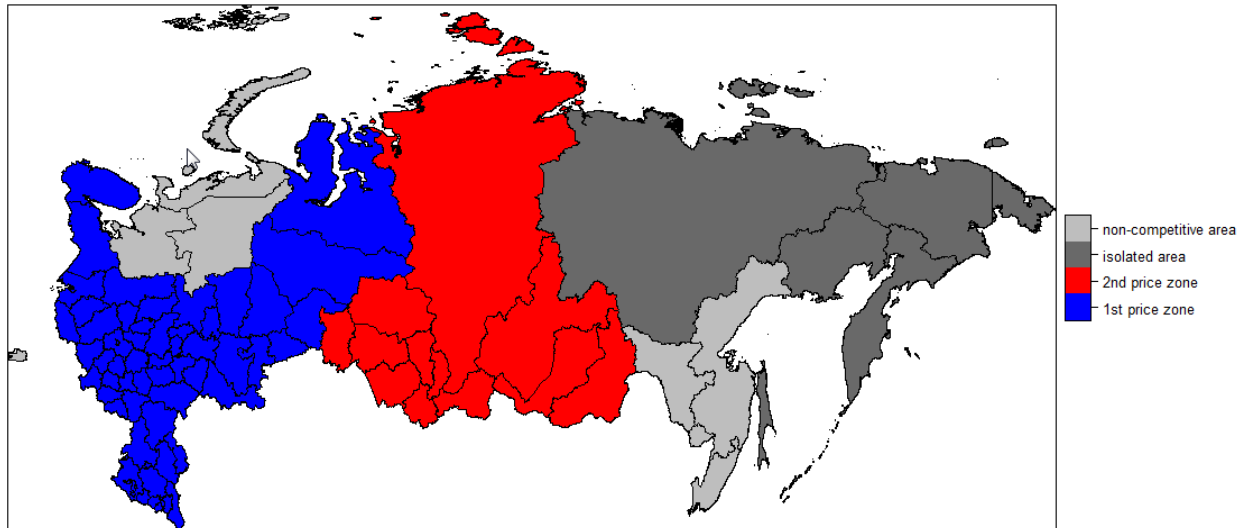 non-competitive area
isolated area
2nd price zone
1st price zone